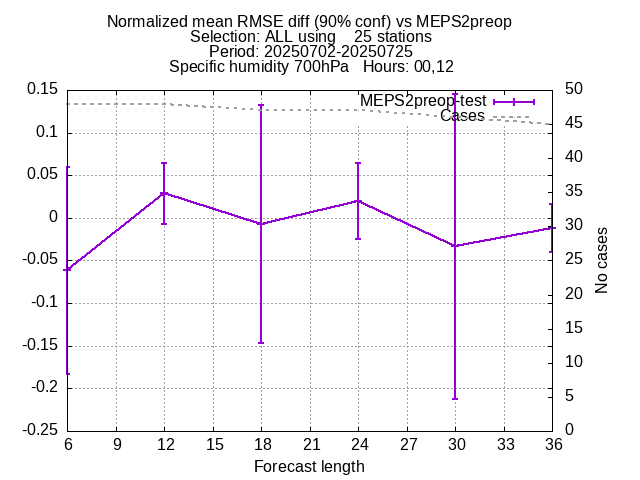 Normalized mean RMSE diff (90% conf) vs MEPS2preop
Selection: ALL using    25 stations
Period: 20250702-20250725
Specific humidity 700hPa   Hours: 00,12
MEPS2preop-test
Cases
0.15
0.1
0.05
0
-0.05
-0.1
-0.15
-0.2
-0.25
50
45
40
35
30
25
20
15
10
5
0
No cases
6 9 12 15 18 21 24 27 30 33 36
Forecast length